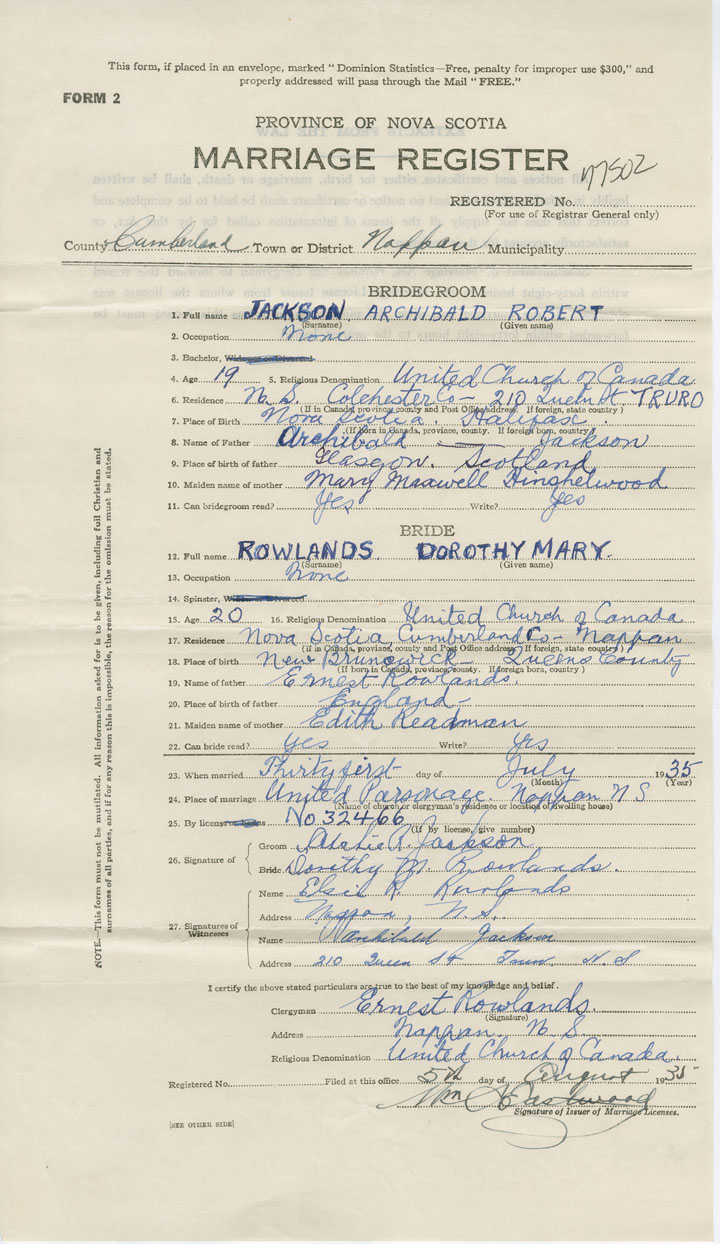 This form, if placed in an envelope, marked "Dominion Statistics—Free, penalty for improper use $300," and
properly addressed will pass through the Mail "FREE."
FORM 2
PROVINCE OF NOVA SCOTIA
MARRIAGE REGISTER
REGISTERED No. 77502
(For use of Registrar General only)
County Cumberland Town or District Nappan Municipality
BRIDEGROOM
1. Full name JACKSON ARCHIBALD ROBERT
(Surname) (Given name)
2. Occupation None
3. Bachelor, Widower or Divorced
4. Age 19 5. Religious Denomination United Church of Canada
6. Residence N. S. Colchester Co— 210 Queen St TRURO
(If in Canada, province, county and Post Office address. If foreign, state country)
7. Place of Birth Nova Scotia. Halifax.
(If born in Canada, province, county. If foreign born, country)
8. Name of Father Archibald — Jackson
9. Place of birth of father Glasgow. Scotland
10. Maiden name of mother Mary Maxwell
11. Can bridegroom read? Yes Write? Yes
BRIDE
12. Full name ROWLANDS DOROTHY MARY.
(Surname) (Given name)
13. Occupation None
14. Spinster, Widow or Divorced
15. Age 20 16. Religious Denomination United Church of Canada
17. Residence Nova Scotia, Cumberland Co— Nappan
(If in Canada, province, county and Post Office address. If foreign, state country)
18. Place of birth New Brunswick— Queens County
(If born in Canada, province, county. If foreign born, country)
19. Name of father Ernest Rowlands.
20. Place of birth of father England—
21. Maiden name of mother Edith Readman
22. Can bride read? Yes Write? Yes
23. When married Thirty first day of July 1935
(Month) (Year)
24. Place of marriage United Parsonage. Nappan N S
(Name of church or clergyman's residence or location of dwelling house)
25. By license No 32466
(If by license, give number)
26. Signature of
Groom Archie R. Jackson
Bride Dorothy M. Rowlands.
27. Signatures of Witnesses
Name Elsie R. Rowlands
Address Nappan, N.S.
Name Archibald Jackson
Address 210 Queen St Truro N. S
I certify the above stated particulars are true to the best of my knowledge and belief.
Clergyman Ernest Rowlands.
(Signature)
Address Nappan. N S
Religious Denomination United Church of Canada.
Registered No. Filed at this office 5th day of August 1935
Wm Eastwood
Signature of Issuer of Marriage Licenses.
[SEE OTHER SIDE]
NOTE.—This form must not be mutilated. All information asked for is to be given, including full Christian and
surnames of all parties, and if for any reason this is impossible, the reason for the omission must be stated.